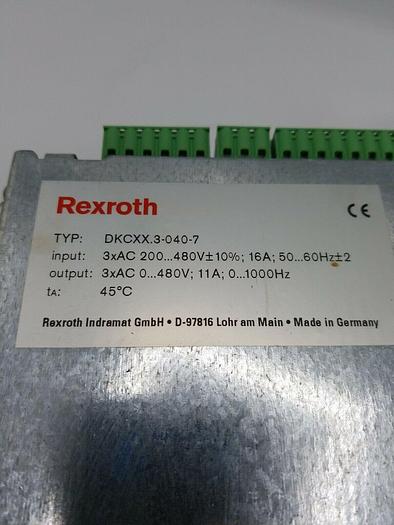 Rexroth CE
TYP: DKCXX.3-040-7
input: 3xAC 200...480V±10%; 16A; 50...60Hz±2
output: 3xAC 0...480V; 11A; 0...1000Hz
tA: 45°C
Rexroth Indramat GmbH • D-97816 Lohr am Main • Made in Germany